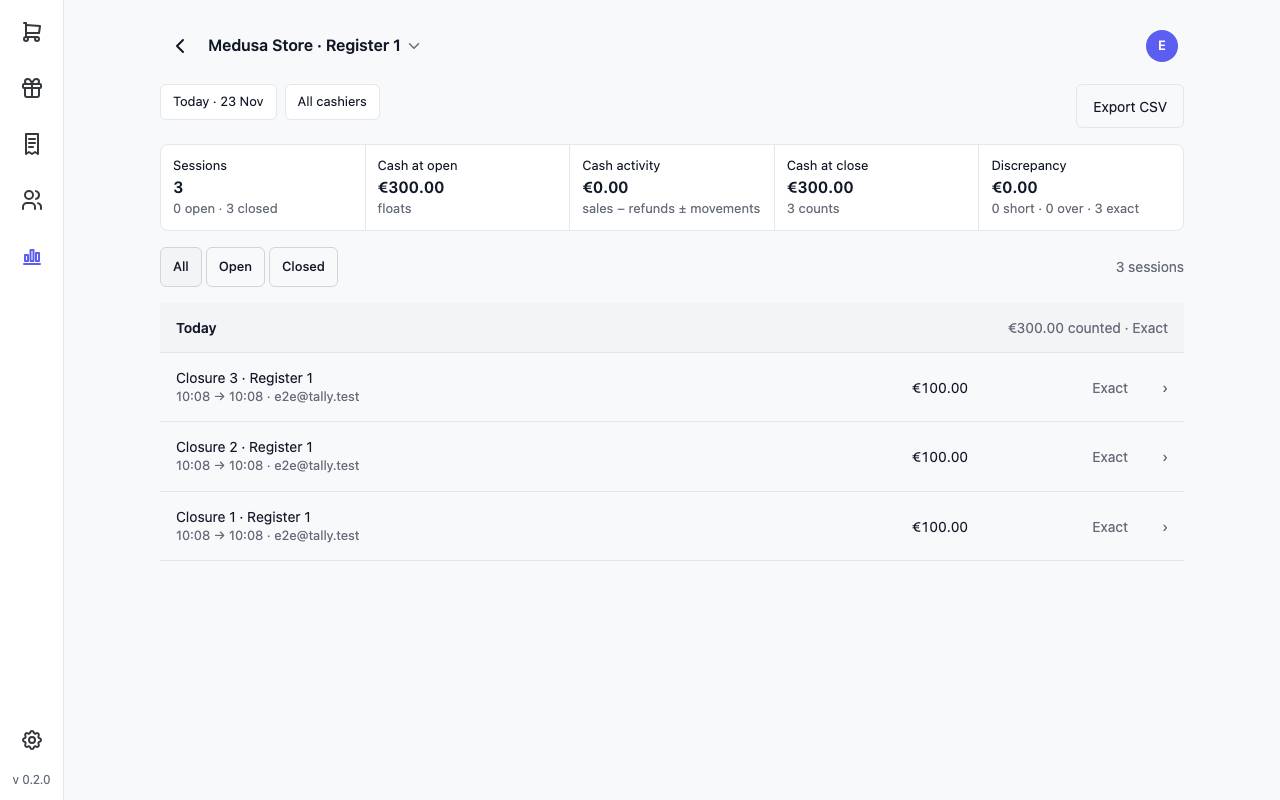 Medusa Store · Register 1
E
Today · 23 Nov
All cashiers
Export CSV
Sessions
3
0 open · 3 closed
Cash at open
€300.00
floats
Cash activity
€0.00
sales – refunds ± movements
Cash at close
€300.00
3 counts
Discrepancy
€0.00
0 short · 0 over · 3 exact
All
Open
Closed
3 sessions
Today
€300.00 counted · Exact
Closure 3 · Register 1
10:08 → 10:08 · e2e@tally.test
€100.00
Exact
›
Closure 2 · Register 1
10:08 → 10:08 · e2e@tally.test
€100.00
Exact
›
Closure 1 · Register 1
10:08 → 10:08 · e2e@tally.test
€100.00
Exact
›
v 0.2.0